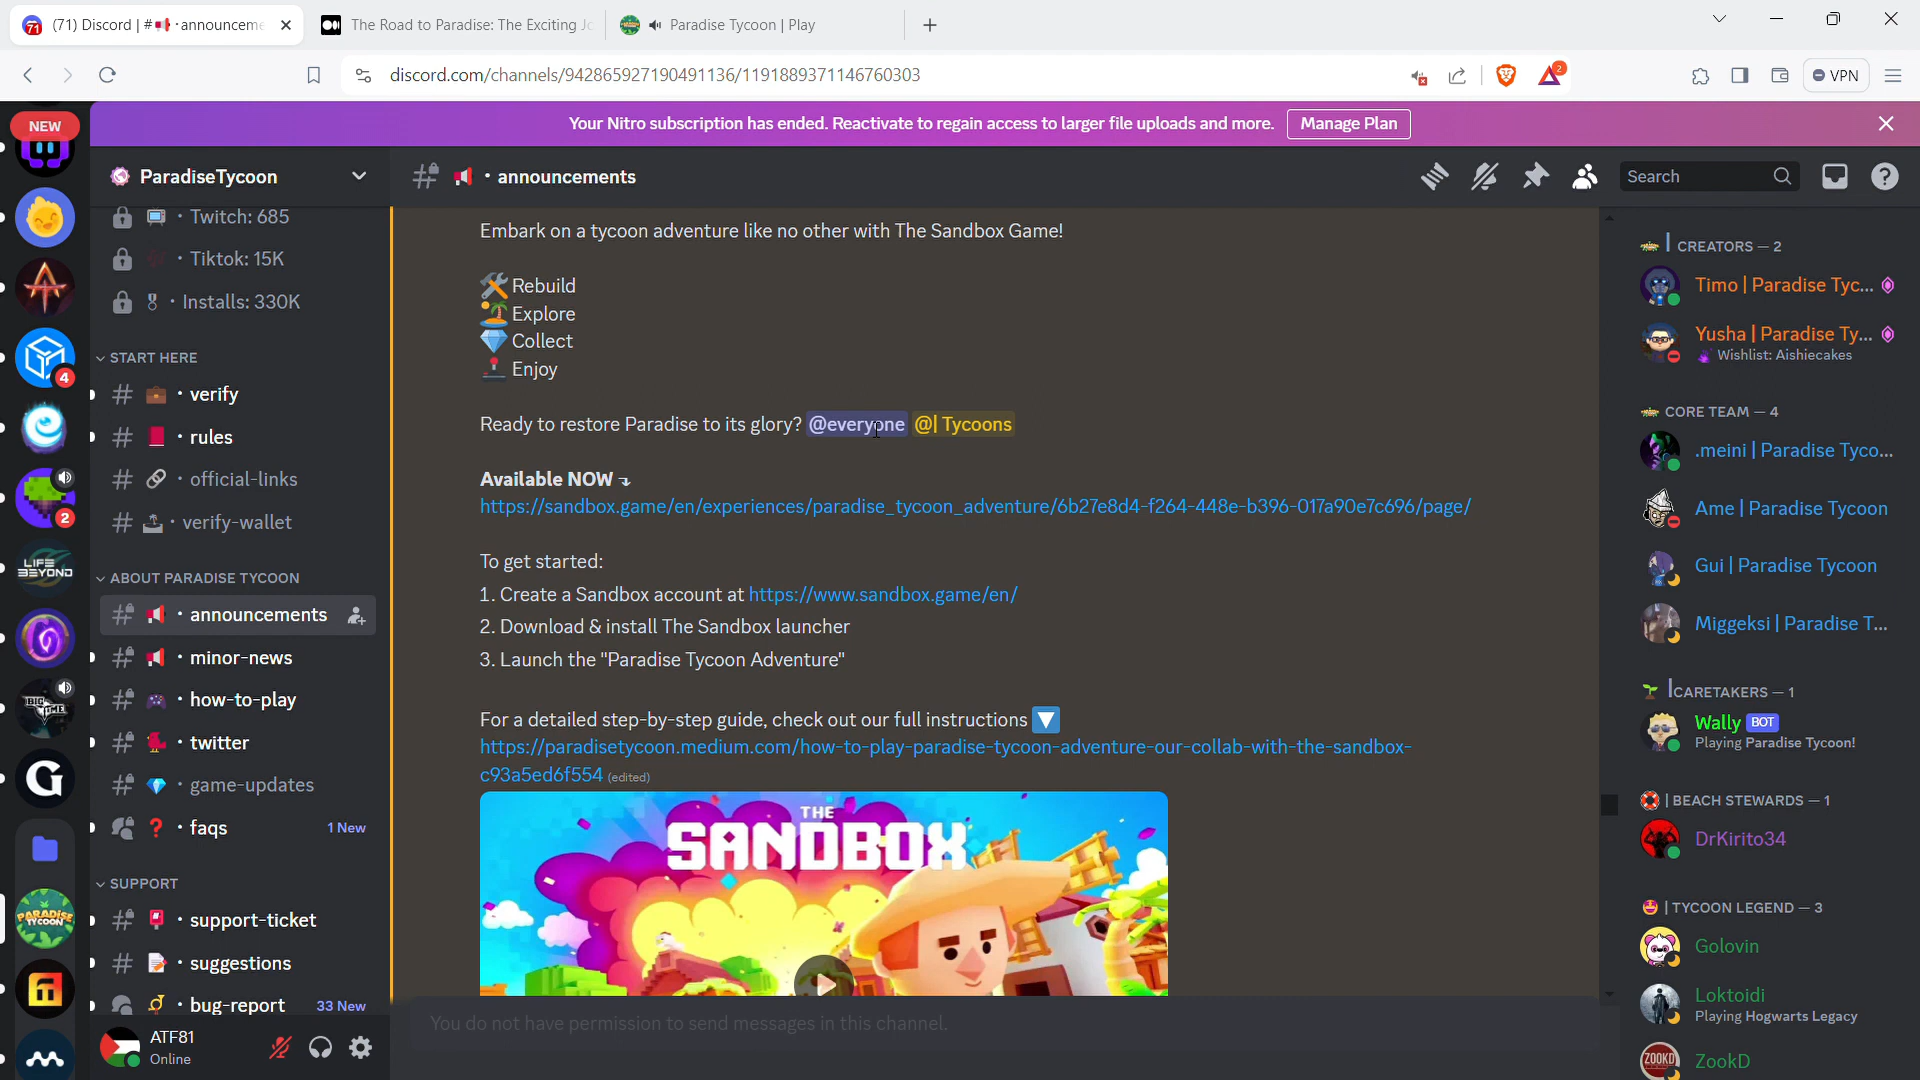 (71) Discord | # · announceme
The Road to Paradise: The Exciting Jo
Paradise Tycoon | Play
discord.com/channels/942865927190491136/1191889371146760303
2
VPN
Your Nitro subscription has ended. Reactivate to regain access to larger file uploads and more.
Manage Plan
NEW
ParadiseTycoon
· announcements
Search
· Twitch: 685
· Tiktok: 15K
· Installs: 330K
START HERE
· verify
· rules
· official-links
· verify-wallet
ABOUT PARADISE TYCOON
· announcements
· minor-news
· how-to-play
· twitter
· game-updates
· faqs
1 New
SUPPORT
· support-ticket
· suggestions
· bug-report
33 New
ATF81
Online
4
2
LIFE BEYOND
BIG TIME
PARADISE TYCOON
Embark on a tycoon adventure like no other with The Sandbox Game!
Rebuild
Explore
Collect
Enjoy
Ready to restore Paradise to its glory? @everyone @| Tycoons
Available NOW
https://sandbox.game/en/experiences/paradise_tycoon_adventure/6b27e8d4-f264-448e-b396-017a90e7c696/page/
To get started:
1. Create a Sandbox account at https://www.sandbox.game/en/
2. Download & install The Sandbox launcher
3. Launch the "Paradise Tycoon Adventure"
For a detailed step-by-step guide, check out our full instructions
https://paradisetycoon.medium.com/how-to-play-paradise-tycoon-adventure-our-collab-with-the-sandbox-
c93a5ed6f554 (edited)
THE
SANDBOX
You do not have permission to send messages in this channel.
| CREATORS — 2
Timo | Paradise Tyc...
Yusha | Paradise Ty...
Wishlist: Aishiecakes
CORE TEAM — 4
.meini | Paradise Tyco...
Ame | Paradise Tycoon
Gui | Paradise Tycoon
Miggeksi | Paradise T...
|CARETAKERS — 1
Wally BOT
Playing Paradise Tycoon!
| BEACH STEWARDS — 1
DrKirito34
| TYCOON LEGEND — 3
Golovin
Loktoidi
Playing Hogwarts Legacy
ZOOKD
ZookD